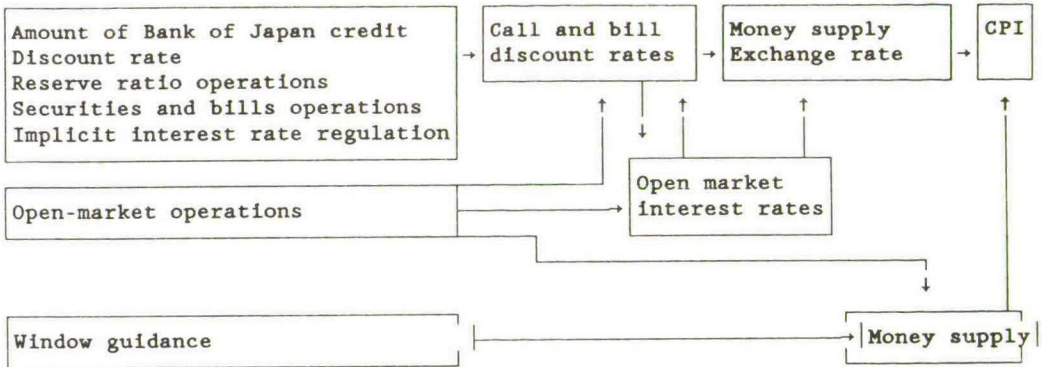 Amount of Bank of Japan credit
Discount rate
Reserve ratio operations
Securities and bills operations
Implicit interest rate regulation
Call and bill
discount rates
Money supply
Exchange rate
CPI
Open market
interest rates
Open-market operations
Window guidance
Money supply